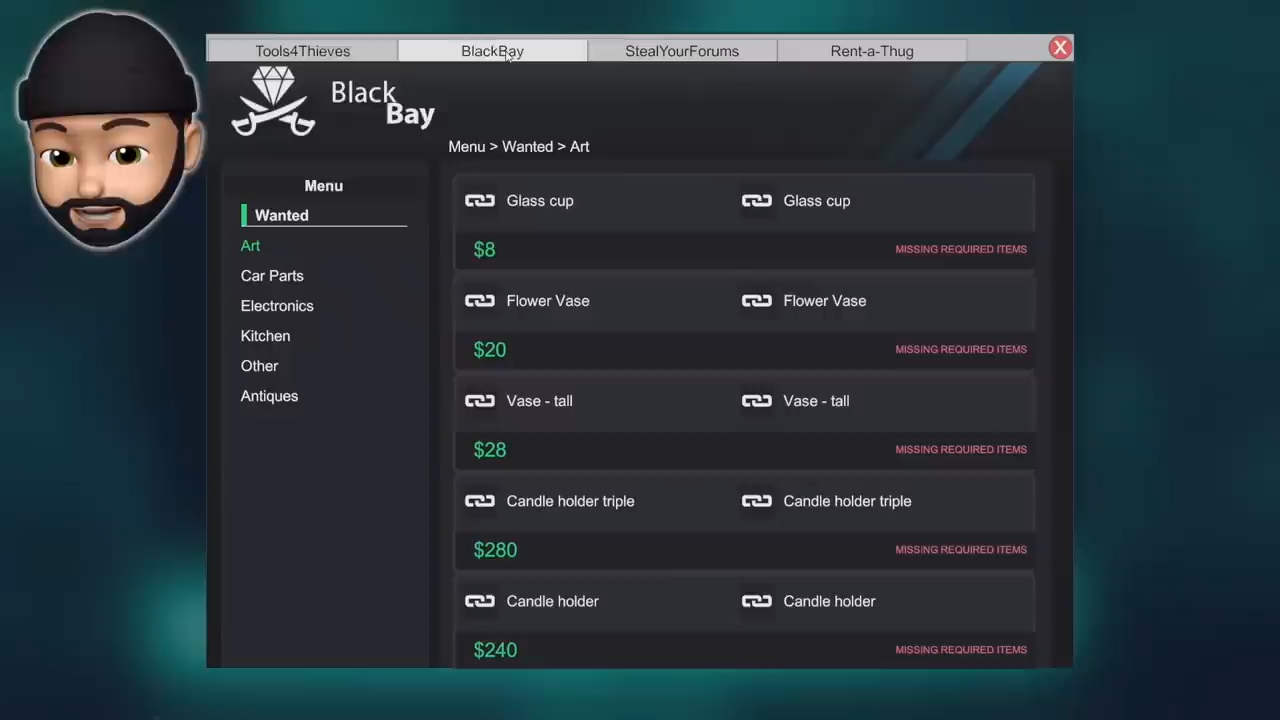 Tools4Thieves BlackBay StealYourForums Rent-a-Thug X
Black
Bay
Menu > Wanted > Art
Menu
Wanted
Art
Car Parts
Electronics
Kitchen
Other
Antiques
Glass cup Glass cup
$8 MISSING REQUIRED ITEMS
Flower Vase Flower Vase
$20 MISSING REQUIRED ITEMS
Vase - tall Vase - tall
$28 MISSING REQUIRED ITEMS
Candle holder triple Candle holder triple
$280 MISSING REQUIRED ITEMS
Candle holder Candle holder
$240 MISSING REQUIRED ITEMS